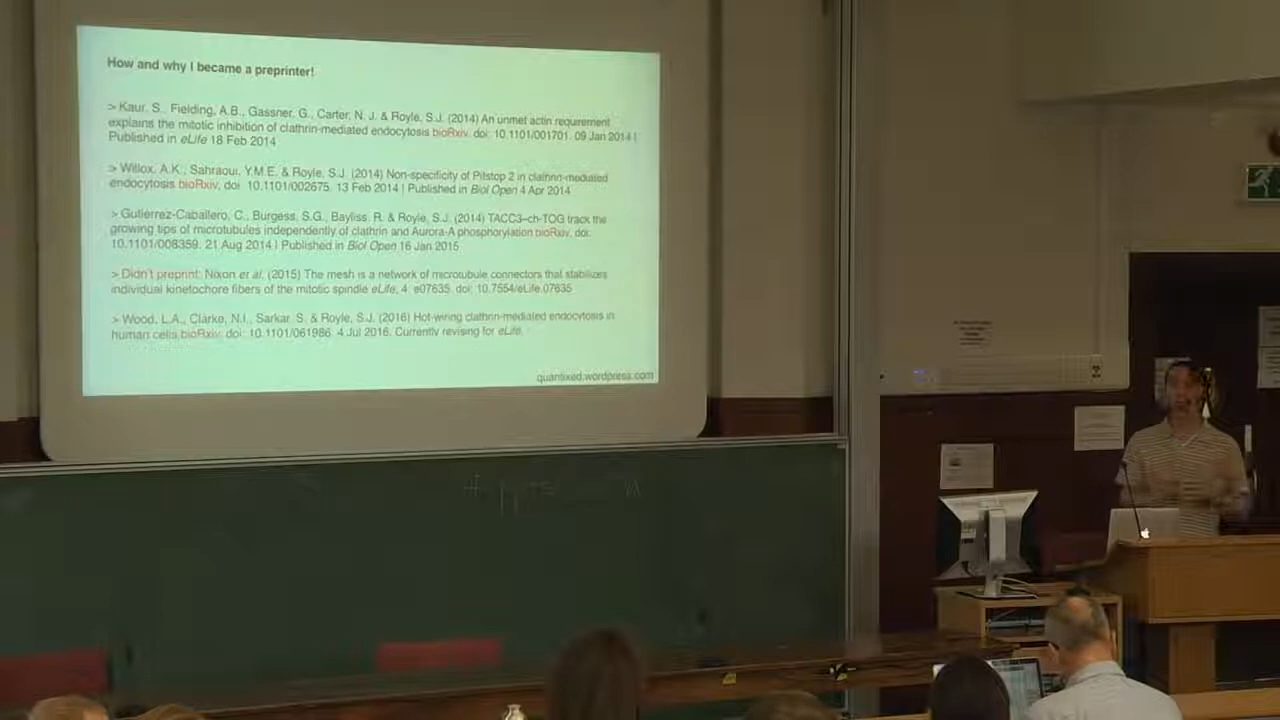 How and why I became a preprinter!
> Kaur, S., Fielding, A.B., Gassner, G., Carter, N. J. & Royle, S.J. (2014) An unmet actin requirement
explains the mitotic inhibition of clathrin-mediated endocytosis bioRxiv. doi: 10.1101/001701. 09 Jan 2014 |
Published in eLife 18 Feb 2014
> Willox, A.K., Sahraoui, Y.M.E. & Royle, S.J. (2014) Non-specificity of Pitstop 2 in clathrin-mediated
endocytosis bioRxiv, doi: 10.1101/002675. 13 Feb 2014 | Published in Biol Open 4 Apr 2014
> Gutiérrez-Caballero, C., Burgess, S.G., Bayliss, R. & Royle, S.J. (2014) TACC3–ch-TOG track the
growing tips of microtubules independently of clathrin and Aurora-A phosphorylation bioRxiv, doi:
10.1101/008359. 21 Aug 2014 | Published in Biol Open 16 Jan 2015
> Didn't preprint: Nixon et al. (2015) The mesh is a network of microtubule connectors that stabilizes
individual kinetochore fibers of the mitotic spindle eLife, 4: e07635. doi: 10.7554/eLife.07635
> Wood, L.A., Clarke, N.I., Sarkar, S. & Royle, S.J. (2016) Hot-wiring clathrin-mediated endocytosis in
human cells bioRxiv. doi: 10.1101/061986. 4 Jul 2016. Currently revising for eLife.
quantixed.wordpress.com